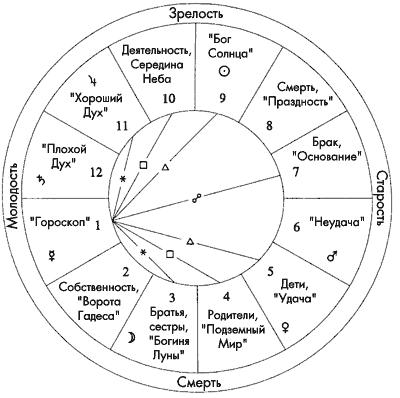 Зрелость
Деятельность,
Середина
Неба
10
"Бог
Солнца"
☉
9
Смерть,
"Праздность"
8
Брак,
"Основание"
7
Старость
6 "Неудача"
♂
5
Дети,
"Удача"
♀
4
Родители,
"Подземный
Мир"
3
Братья,
сестры,
"Богиня
Луны"
☽
2
Собственность,
"Ворота
Гадеса"
"Гороскоп" 1
☿
Молодость
"Плохой
Дух"
♄ 12
♃
"Хороший
Дух"
11
Смерть